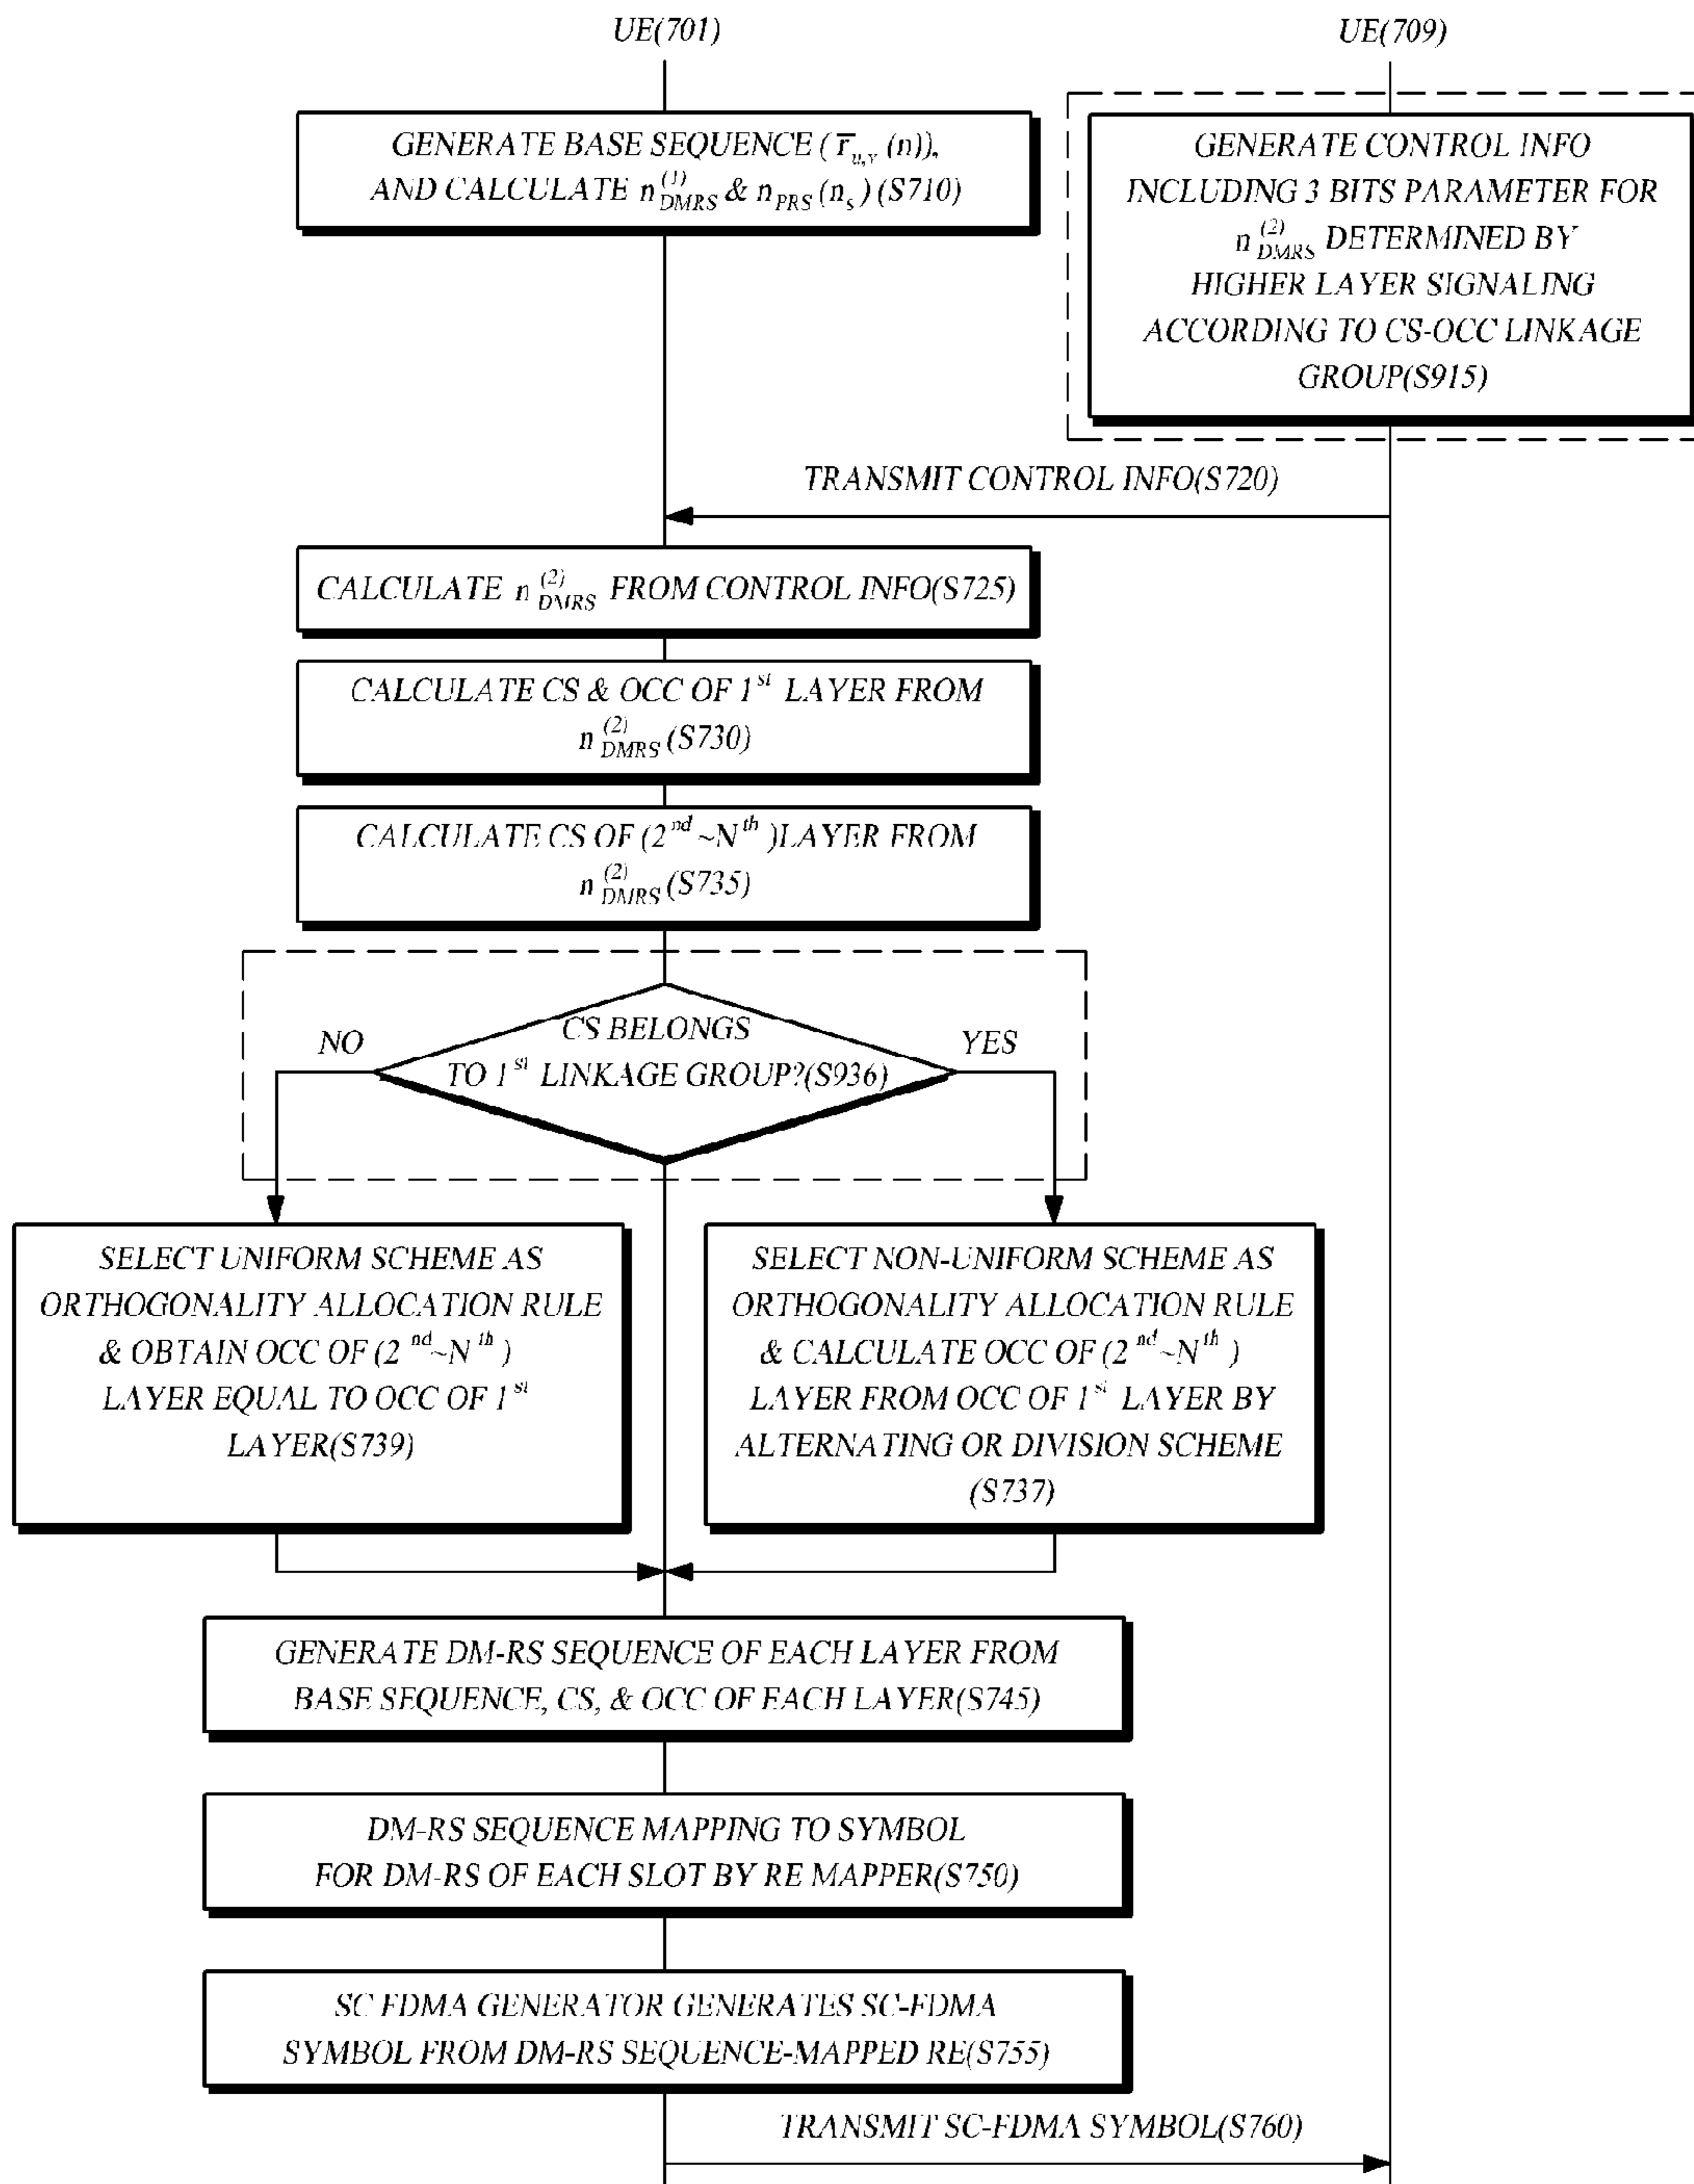 UE(701)
UE(709)
GENERATE BASE SEQUENCE ( r̅ u,v (n)),
AND CALCULATE n (1) DMRS & n PRS (n s ) (S710)
GENERATE CONTROL INFO
INCLUDING 3 BITS PARAMETER FOR
n (2) DMRS DETERMINED BY
HIGHER LAYER SIGNALING
ACCORDING TO CS-OCC LINKAGE
GROUP(S915)
TRANSMIT CONTROL INFO(S720)
CALCULATE n (2) DMRS FROM CONTROL INFO(S725)
CALCULATE CS & OCC OF 1st LAYER FROM
n (2) DMRS (S730)
CALCULATE CS OF (2nd ~Nth )LAYER FROM
n (2) DMRS (S735)
CS BELONGS
TO 1st LINKAGE GROUP?(S936)
NO
YES
SELECT UNIFORM SCHEME AS
ORTHOGONALITY ALLOCATION RULE
& OBTAIN OCC OF (2nd~Nth )
LAYER EQUAL TO OCC OF 1st
LAYER(S739)
SELECT NON-UNIFORM SCHEME AS
ORTHOGONALITY ALLOCATION RULE
& CALCULATE OCC OF (2nd~Nth )
LAYER FROM OCC OF 1st LAYER BY
ALTERNATING OR DIVISION SCHEME
(S737)
GENERATE DM-RS SEQUENCE OF EACH LAYER FROM
BASE SEQUENCE, CS, & OCC OF EACH LAYER(S745)
DM-RS SEQUENCE MAPPING TO SYMBOL
FOR DM-RS OF EACH SLOT BY RE MAPPER(S750)
SC FDMA GENERATOR GENERATES SC-FDMA
SYMBOL FROM DM-RS SEQUENCE-MAPPED RE(S755)
TRANSMIT SC-FDMA SYMBOL(S760)